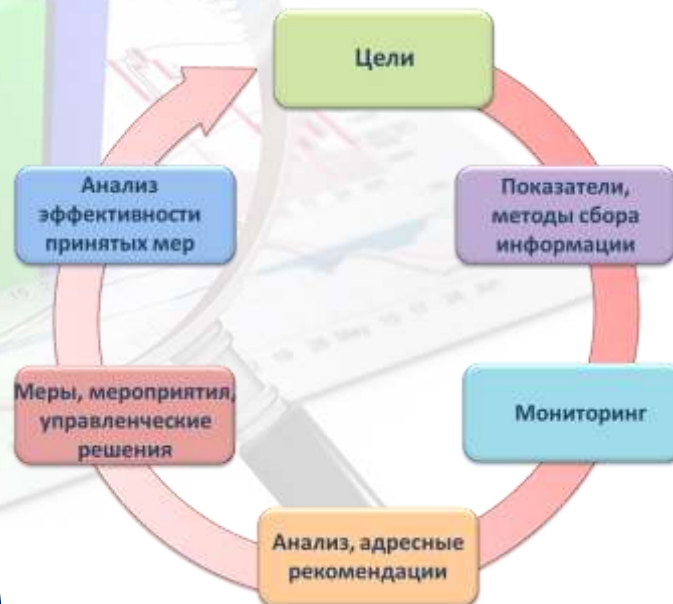 Цели
Показатели,
методы сбора
информации
Мониторинг
Анализ, адресные
рекомендации
Меры, мероприятия,
управленческие
решения
Анализ
эффективности
принятых мер